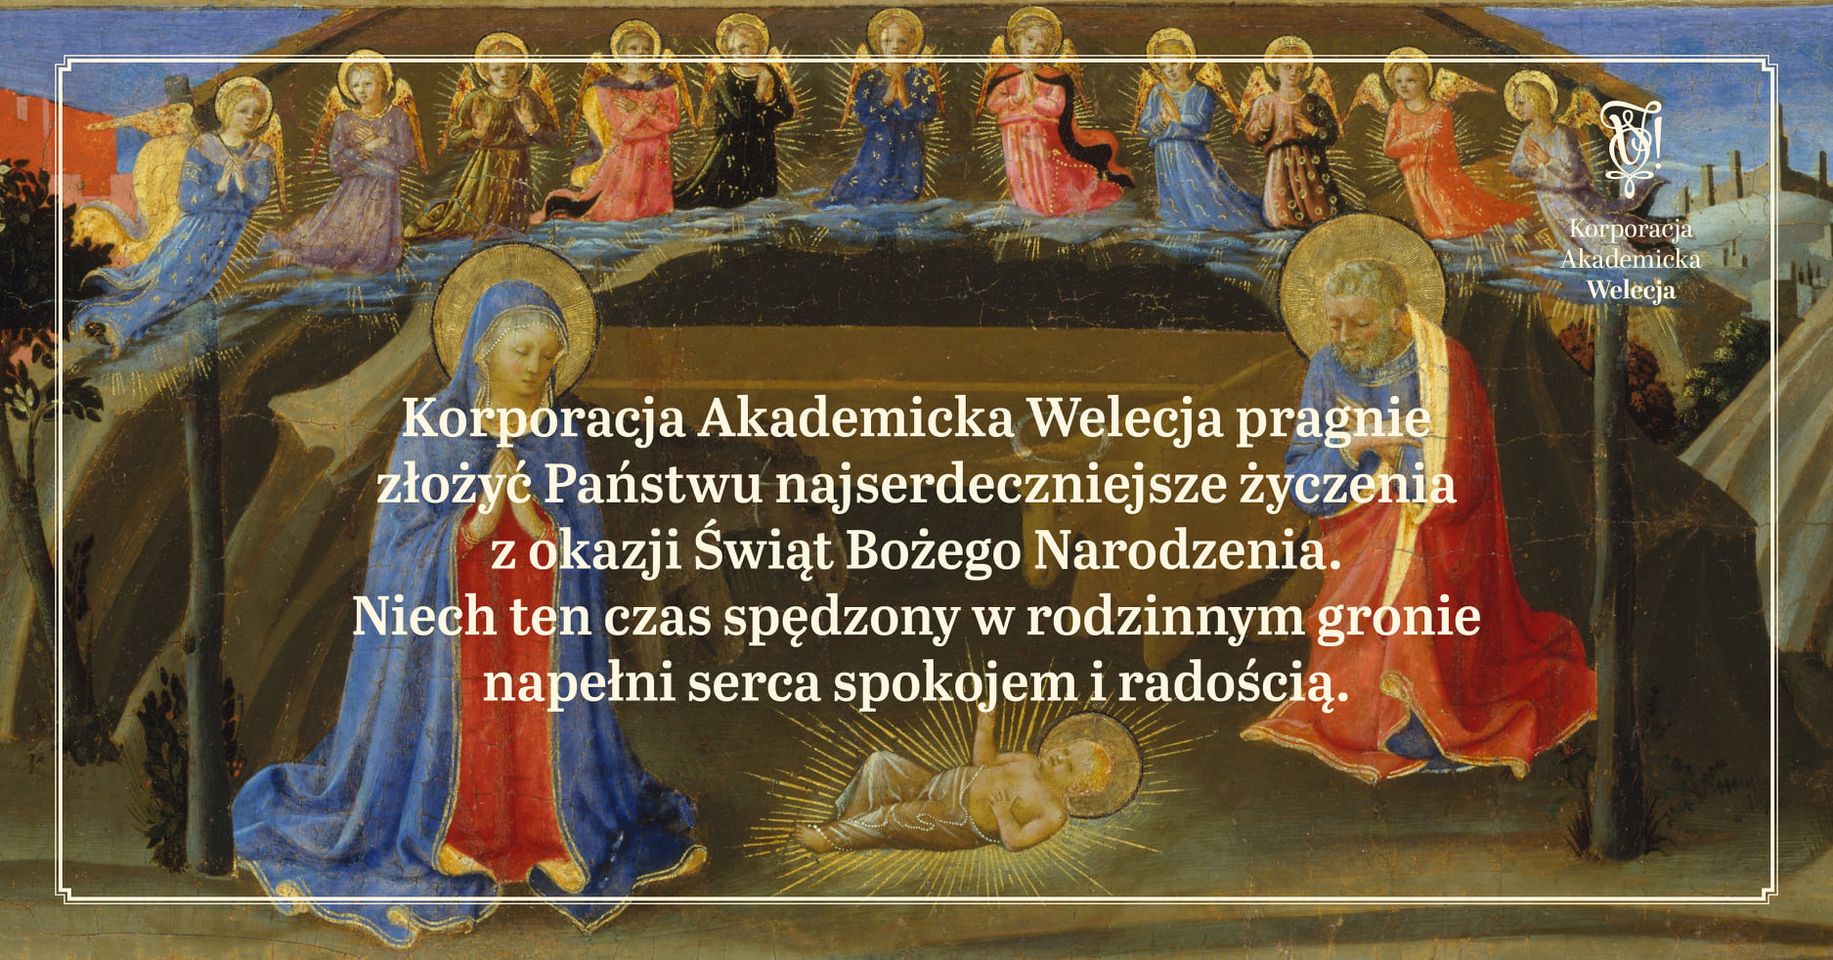 Korporacja
Akademicka
Welecja
Korporacja Akademicka Welecja pragnie
złożyć Państwu najserdeczniejsze życzenia
z okazji Świąt Bożego Narodzenia.
Niech ten czas spędzony w rodzinnym gronie
napełni serca spokojem i radością.